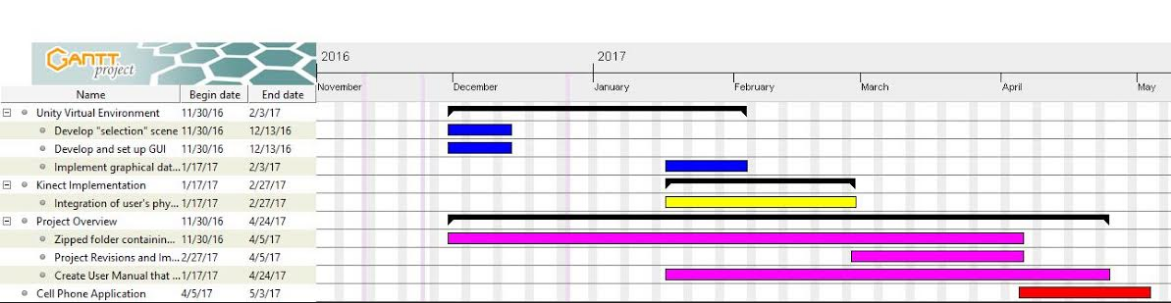 GANTT
project
2016
2017
November
December
January
February
March
April
May
Name Begin date End date
Unity Virtual Environment 11/30/16 2/3/17
Develop "selection" scene 11/30/16 12/13/16
Develop and set up GUI 11/30/16 12/13/16
Implement graphical dat... 1/17/17 2/3/17
Kinect Implementation 1/17/17 2/27/17
Integration of user's phy... 1/17/17 2/27/17
Project Overview 11/30/16 4/24/17
Zipped folder containin... 11/30/16 4/5/17
Project Revisions and Im... 2/27/17 4/5/17
Create User Manual that ... 1/17/17 4/24/17
Cell Phone Application 4/5/17 5/3/17